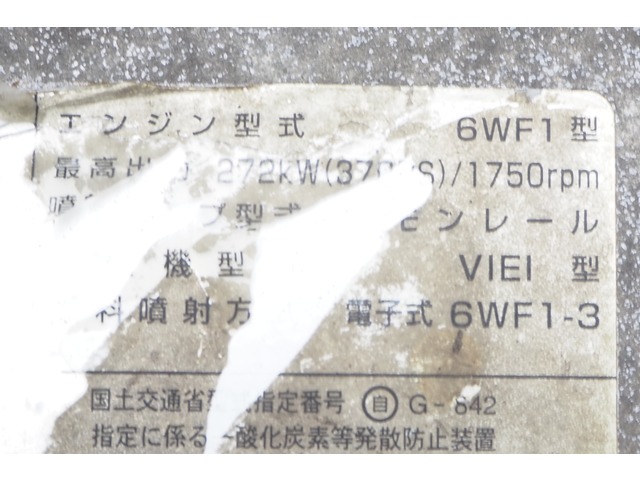 エンジン型式 6WF1型
最高出 272kW(37 S)/1750rpm
噴 プ型式 モンレール
機型 VIEI 型
料噴射方 電子式 6WF1-3
国土交通省 指定番号 自 G-842
指定に係る 酸化炭素等発散防止装置